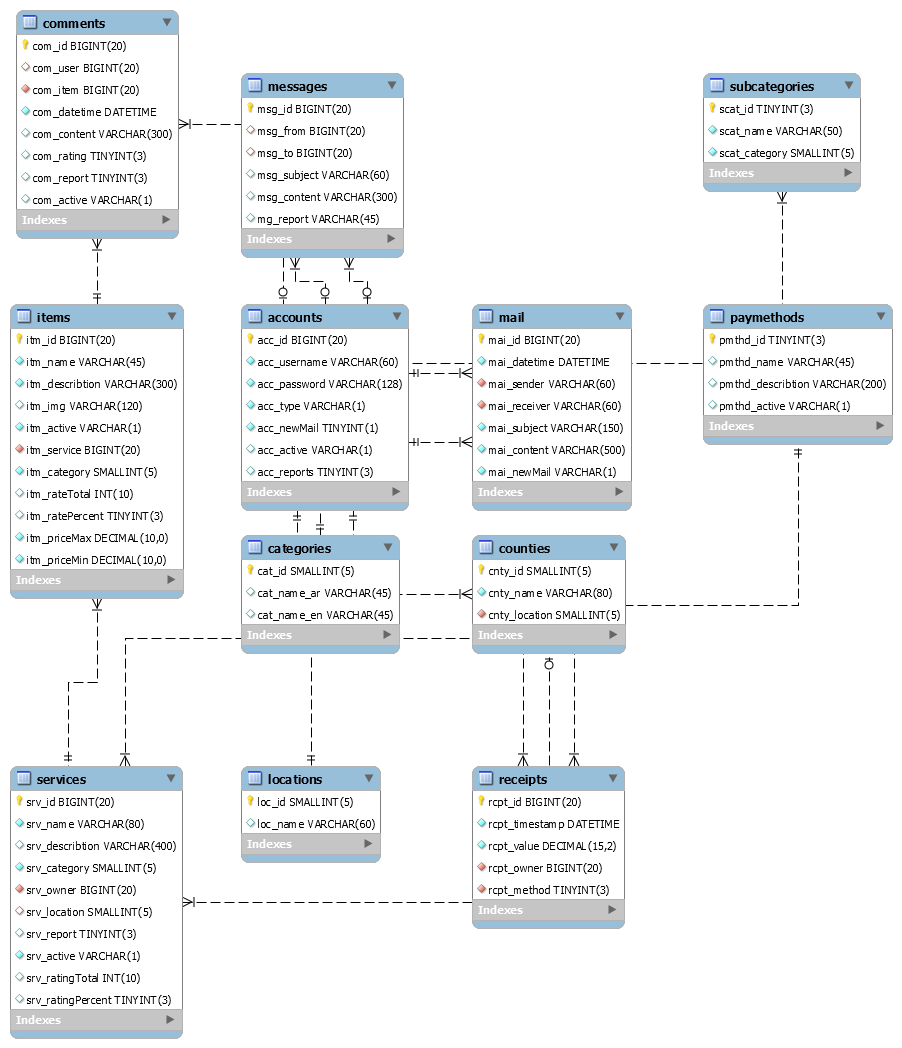 comments
com_id BIGINT(20)
com_user BIGINT(20)
com_item BIGINT(20)
com_datetime DATETIME
com_content VARCHAR(300)
com_rating TINYINT(3)
com_report TINYINT(3)
com_active VARCHAR(1)
Indexes
messages
msg_id BIGINT(20)
msg_from BIGINT(20)
msg_to BIGINT(20)
msg_subject VARCHAR(60)
msg_content VARCHAR(300)
mg_report VARCHAR(45)
Indexes
subcategories
scat_id TINYINT(3)
scat_name VARCHAR(50)
scat_category SMALLINT(5)
Indexes
items
itm_id BIGINT(20)
itm_name VARCHAR(45)
itm_describtion VARCHAR(300)
itm_img VARCHAR(120)
itm_active VARCHAR(1)
itm_service BIGINT(20)
itm_category SMALLINT(5)
itm_rateTotal INT(10)
itm_ratePercent TINYINT(3)
itm_priceMax DECIMAL(10,0)
itm_priceMin DECIMAL(10,0)
Indexes
accounts
acc_id BIGINT(20)
acc_username VARCHAR(60)
acc_password VARCHAR(128)
acc_type VARCHAR(1)
acc_newMail TINYINT(1)
acc_active VARCHAR(1)
acc_reports TINYINT(3)
Indexes
mail
mai_id BIGINT(20)
mai_datetime DATETIME
mai_sender VARCHAR(60)
mai_receiver VARCHAR(60)
mai_subject VARCHAR(150)
mai_content VARCHAR(500)
mai_newMail VARCHAR(1)
Indexes
paymethods
pmthd_id TINYINT(3)
pmthd_name VARCHAR(45)
pmthd_describtion VARCHAR(200)
pmthd_active VARCHAR(1)
Indexes
categories
cat_id SMALLINT(5)
cat_name_ar VARCHAR(45)
cat_name_en VARCHAR(45)
Indexes
counties
cnty_id SMALLINT(5)
cnty_name VARCHAR(80)
cnty_location SMALLINT(5)
Indexes
services
srv_id BIGINT(20)
srv_name VARCHAR(80)
srv_describtion VARCHAR(400)
srv_category SMALLINT(5)
srv_owner BIGINT(20)
srv_location SMALLINT(5)
srv_report TINYINT(3)
srv_active VARCHAR(1)
srv_ratingTotal INT(10)
srv_ratingPercent TINYINT(3)
Indexes
locations
loc_id SMALLINT(5)
loc_name VARCHAR(60)
Indexes
receipts
rcpt_id BIGINT(20)
rcpt_timestamp DATETIME
rcpt_value DECIMAL(15,2)
rcpt_owner BIGINT(20)
rcpt_method TINYINT(3)
Indexes